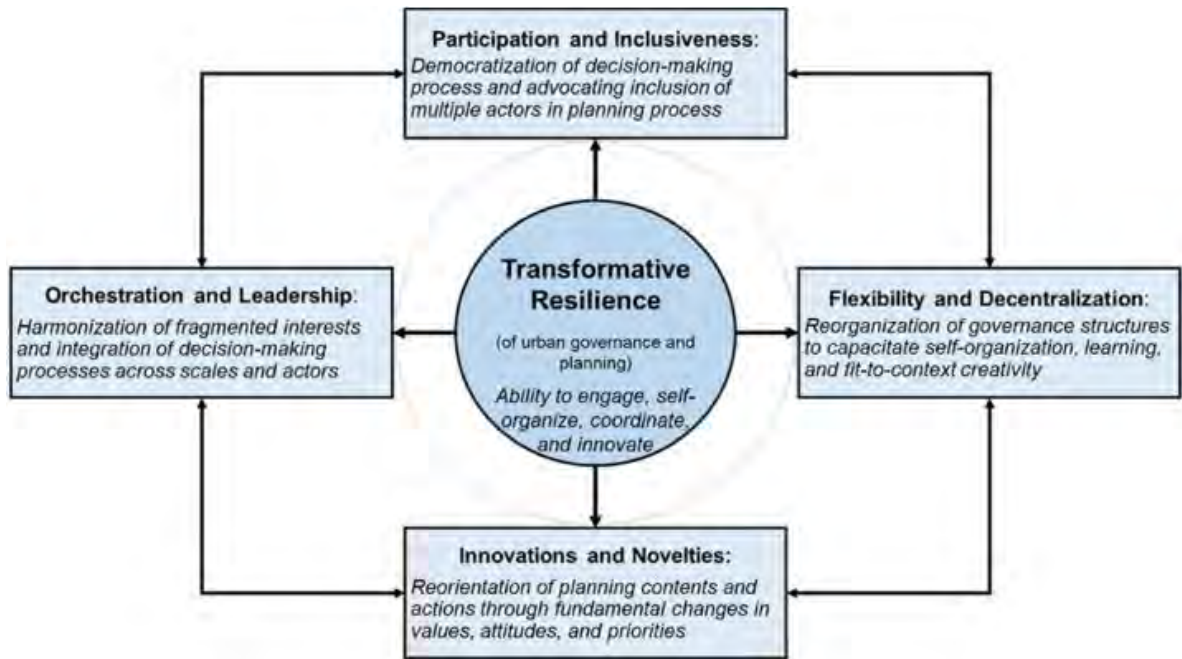 Participation and Inclusiveness:
Democratization of decision-making
process and advocating inclusion of
multiple actors in planning process
Transformative
Resilience
(of urban governance and
planning)
Ability to engage, self-
organize, coordinate,
and innovate
Orchestration and Leadership:
Harmonization of fragmented interests
and integration of decision-making
processes across scales and actors
Flexibility and Decentralization:
Reorganization of governance structures
to capacitate self-organization, learning,
and fit-to-context creativity
Innovations and Novelties:
Reorientation of planning contents and
actions through fundamental changes in
values, attitudes, and priorities